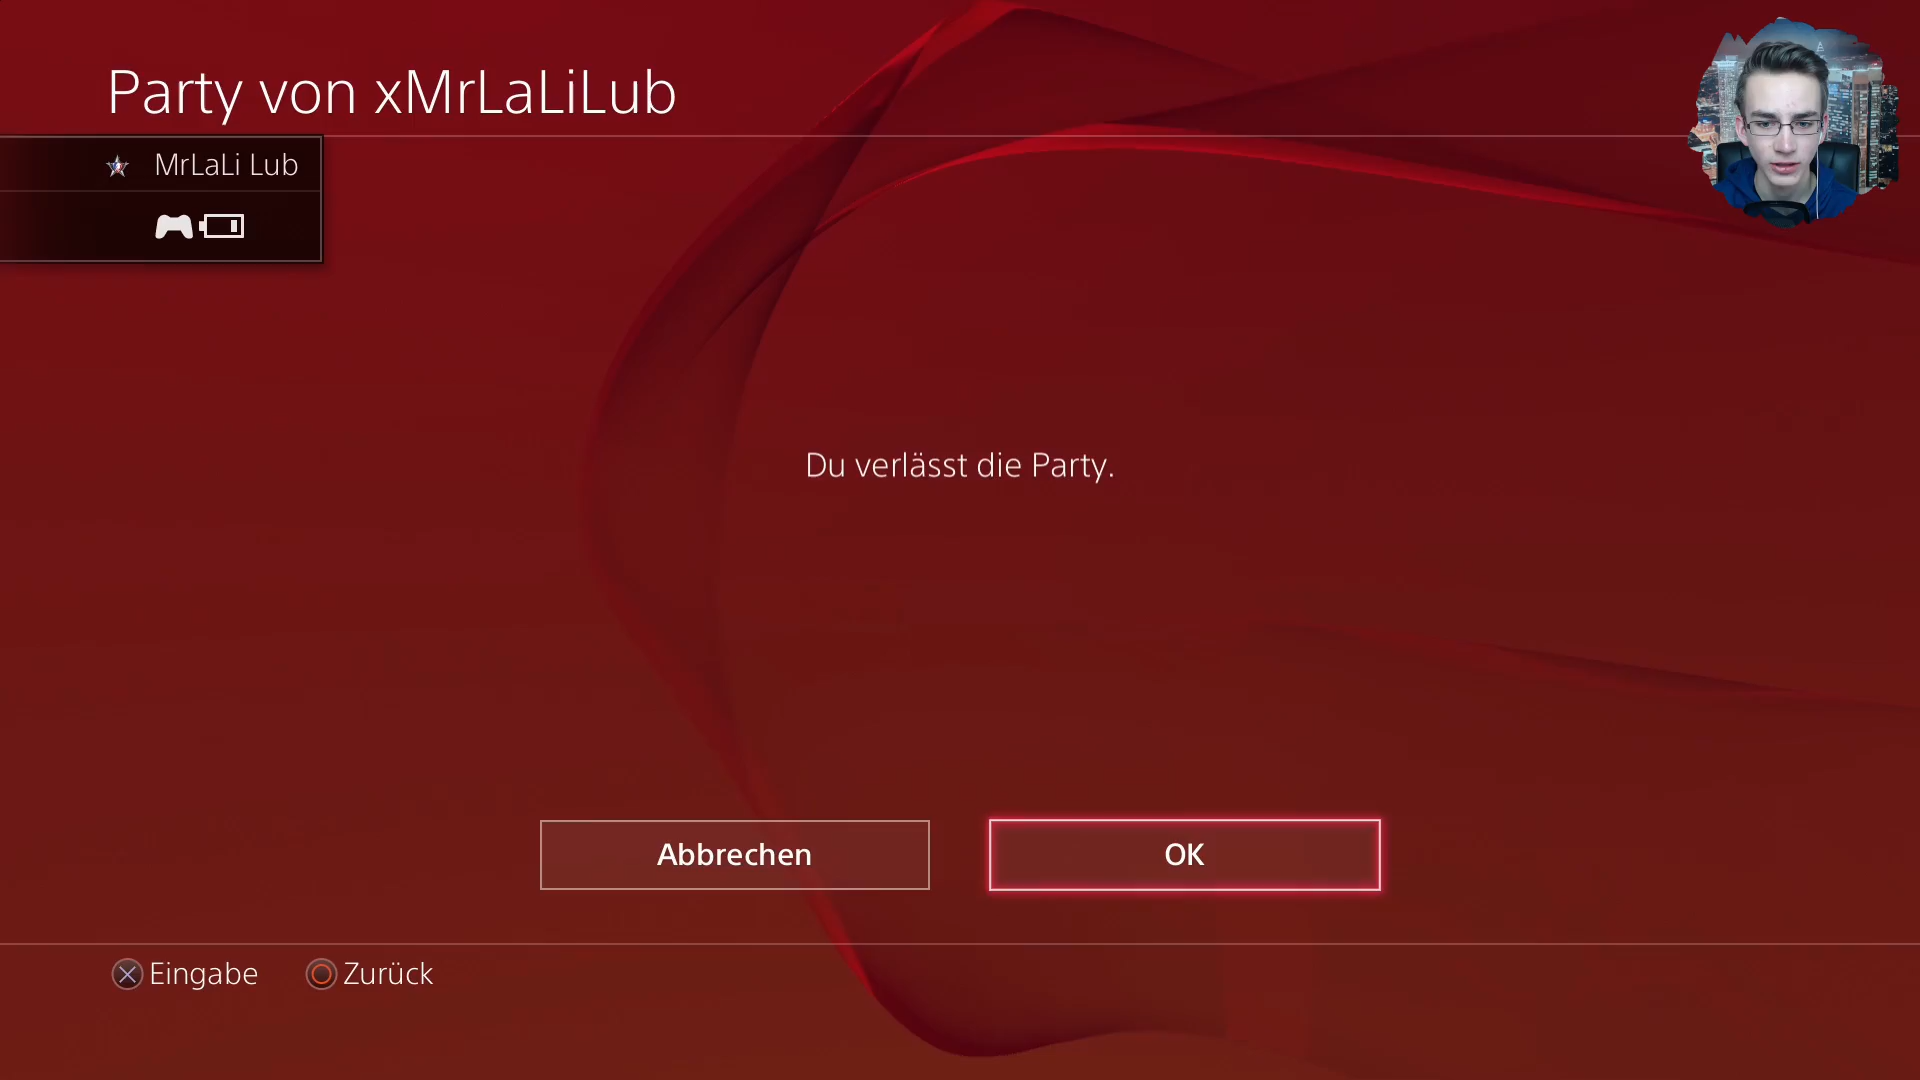 Party von xMrLaLiLub
MrLaLi Lub
Du verlässt die Party.
Abbrechen
OK
Eingabe
Zurück